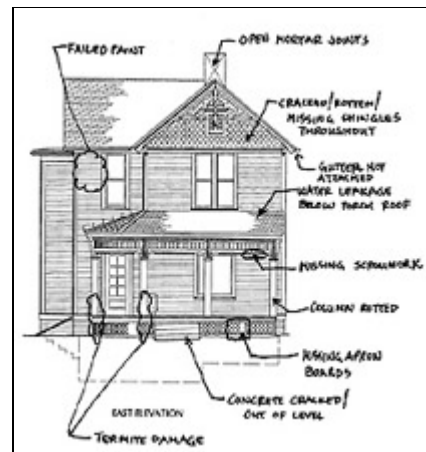 FAILED PAINT
OPEN MORTAR JOINTS
CRACKED/ROTTEN/
MISSING SHINGLES
THROUGHOUT
GUTTER NOT
ATTACHED
WATER LEAKAGE
BELOW PORCH ROOF
MISSING SCROLLWORK
COLUMN ROTTED
MISSING APRON
BOARDS
CONCRETE CRACKED/
OUT OF LEVEL
EAST ELEVATION
TERMITE DAMAGE